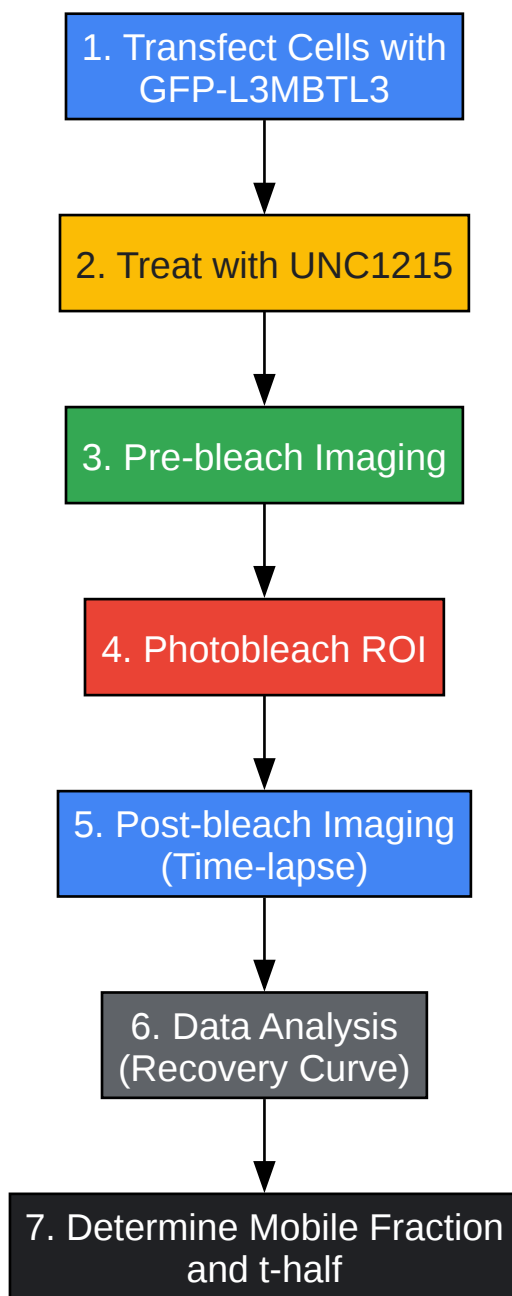 1. Transfect Cells with
GFP-L3MBTL3
2. Treat with UNC1215
3. Pre-bleach Imaging
4. Photobleach ROI
5. Post-bleach Imaging
(Time-lapse)
6. Data Analysis
(Recovery Curve)
7. Determine Mobile Fraction
and t-half